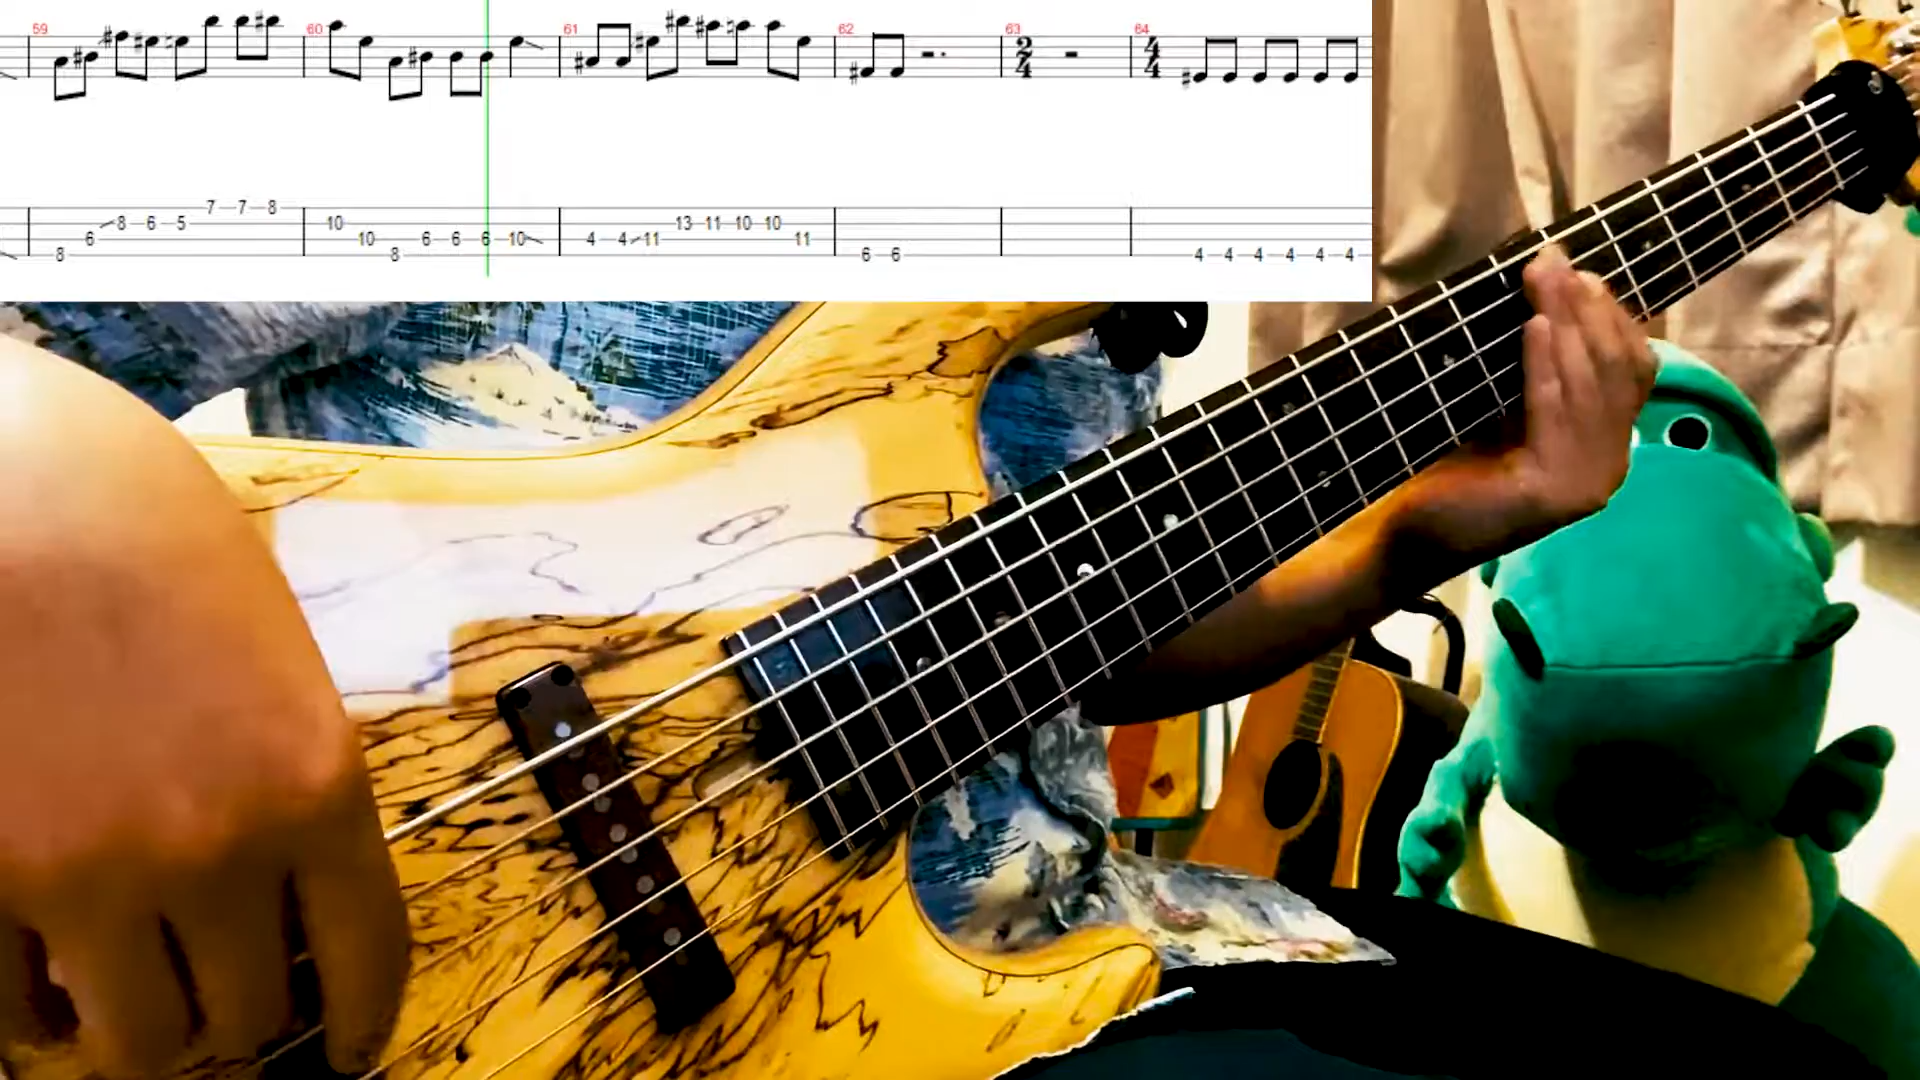 59 60 61 62 63 64
2 4
4 4
7 7 8
8 6 5 10 13 11 10 10
6 10 6 6 6 10 4 4 11 11
8 8 6 6 4 4 4 4 4 4